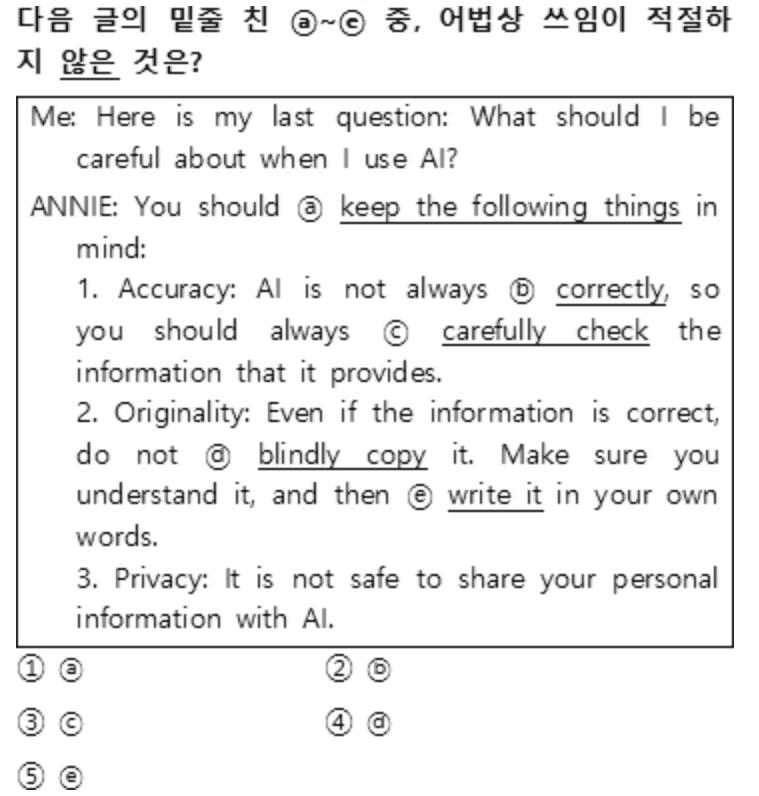 다음 글의 밑줄 친 ⓐ~ⓔ 중, 어법상 쓰임이 적절하
지 않은 것은?
Me: Here is my last question: What should I be
careful about when I use AI?
ANNIE: You should ⓐ keep the following things in
mind:
1. Accuracy: AI is not always ⓑ correctly, so
you should always ⓒ carefully check the
information that it provides.
2. Originality: Even if the information is correct,
do not ⓓ blindly copy it. Make sure you
understand it, and then ⓔ write it in your own
words.
3. Privacy: It is not safe to share your personal
information with AI.
① ⓐ ② ⓑ
③ ⓒ ④ ⓓ
⑤ ⓔ